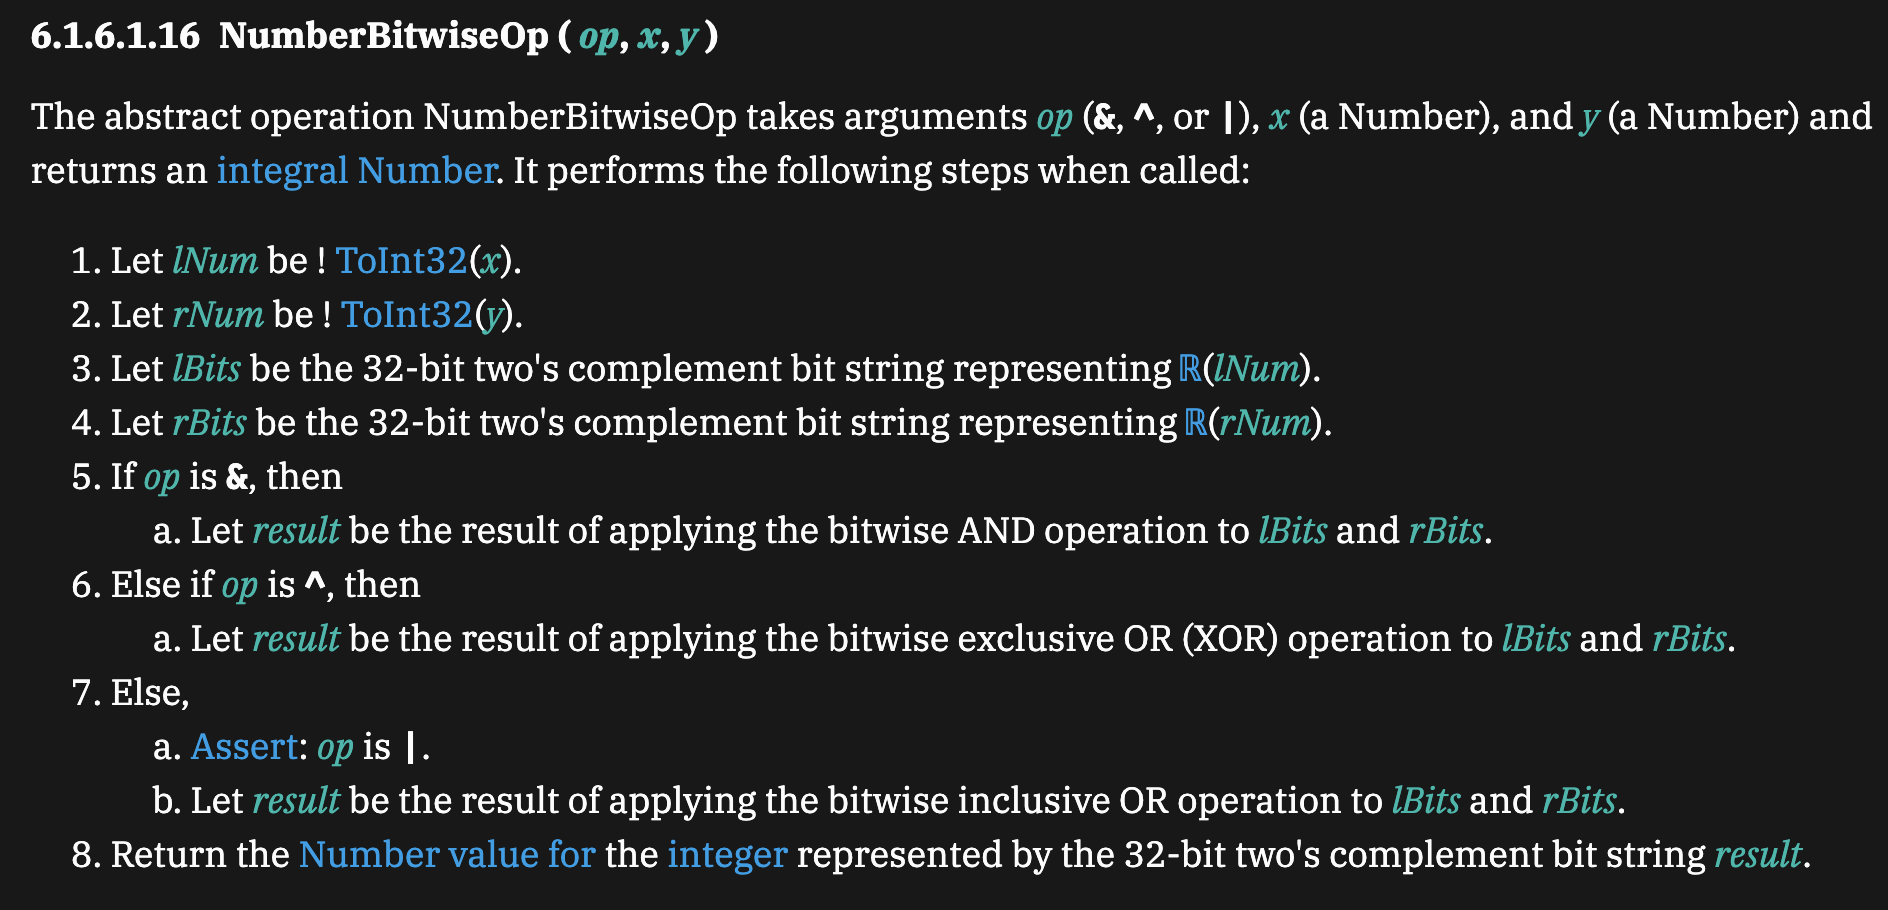 6.1.6.1.16 NumberBitwiseOp ( op, x, y )
The abstract operation NumberBitwiseOp takes arguments op (&, ^, or |), x (a Number), and y (a Number) and
returns an integral Number. It performs the following steps when called:
1. Let lNum be ! ToInt32(x).
2. Let rNum be ! ToInt32(y).
3. Let lBits be the 32-bit two's complement bit string representing ℝ(lNum).
4. Let rBits be the 32-bit two's complement bit string representing ℝ(rNum).
5. If op is &, then
a. Let result be the result of applying the bitwise AND operation to lBits and rBits.
6. Else if op is ^, then
a. Let result be the result of applying the bitwise exclusive OR (XOR) operation to lBits and rBits.
7. Else,
a. Assert: op is |.
b. Let result be the result of applying the bitwise inclusive OR operation to lBits and rBits.
8. Return the Number value for the integer represented by the 32-bit two's complement bit string result.